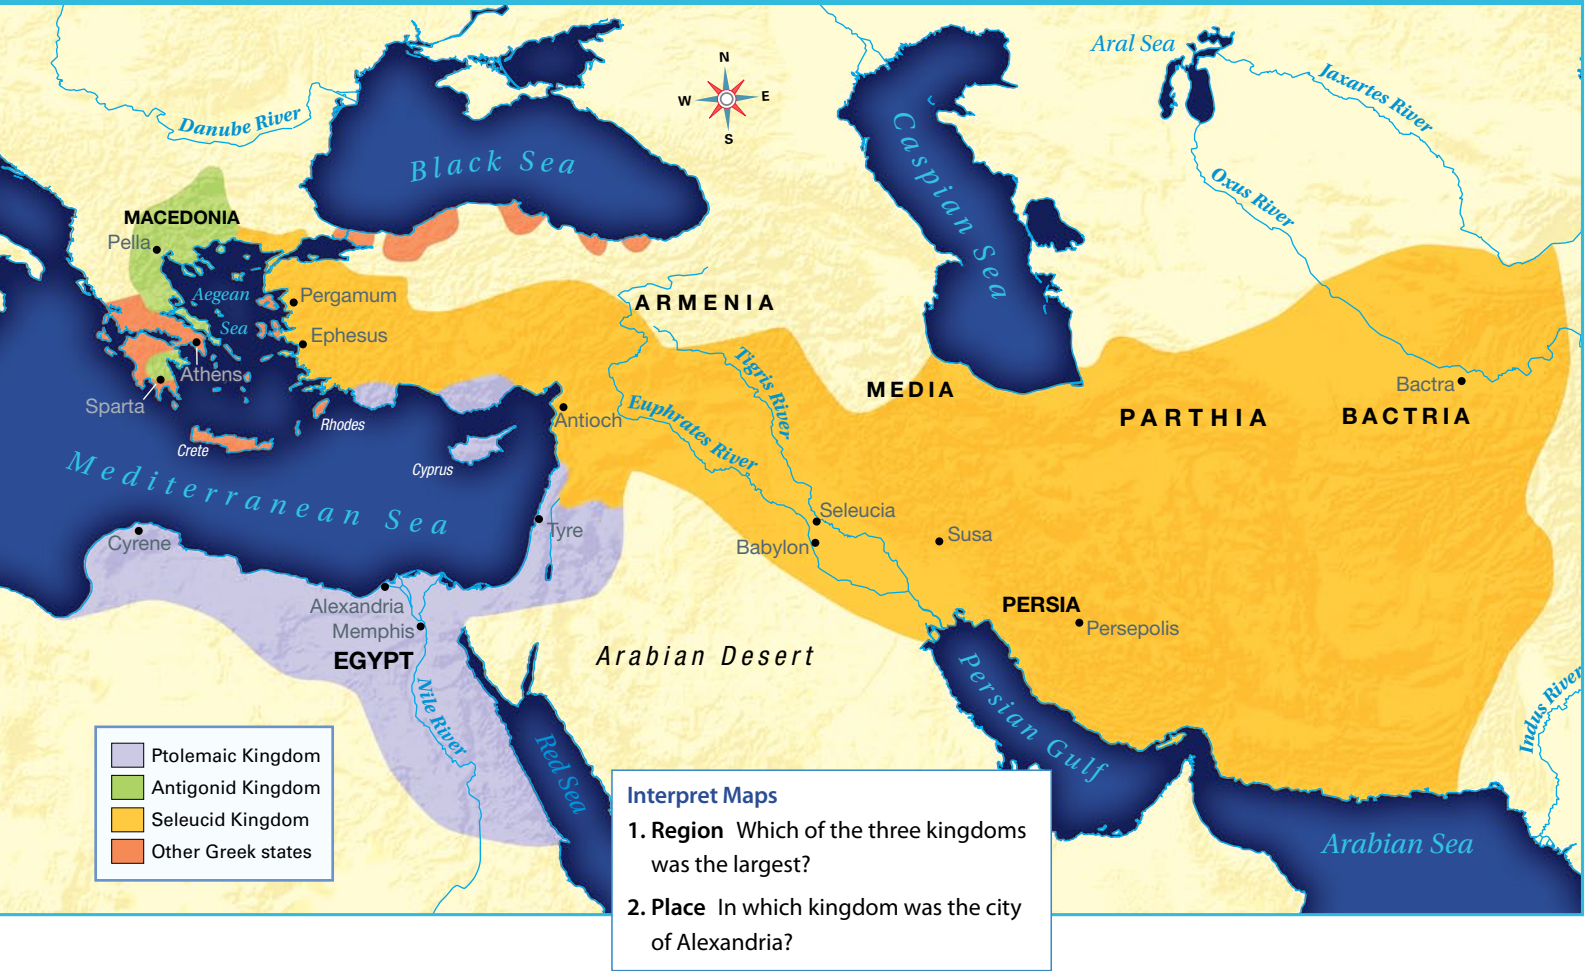 Aral Sea
Jaxartes River
N
W
E
S
Danube River
Black Sea
Caspian Sea
Oxus River
MACEDONIA
Pella
Aegean
Sea
Pergamum
ARMENIA
Ephesus
Athens
Tigris River
MEDIA
Bactra
Sparta
Rhodes
Antioch
Euphrates River
PARTHIA
BACTRIA
Crete
Cyprus
Mediterranean Sea
Seleucia
Cyrene
Tyre
Babylon
Susa
Alexandria
Memphis
PERSIA
Persepolis
EGYPT
Arabian Desert
Nile River
Persian Gulf
Indus River
Red Sea
Ptolemaic Kingdom
Antigonid Kingdom
Seleucid Kingdom
Other Greek states
Arabian Sea
Interpret Maps
1. Region Which of the three kingdoms
was the largest?
2. Place In which kingdom was the city
of Alexandria?